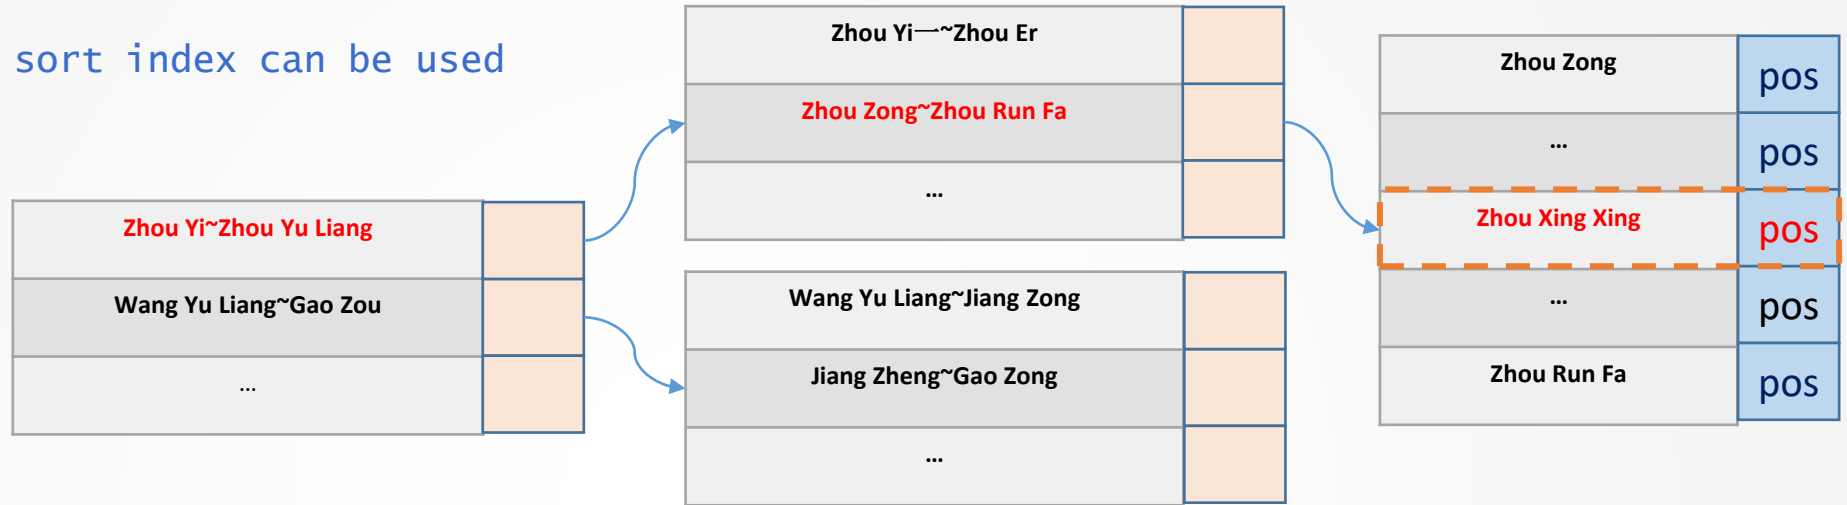 sort index can be used
Zhou Yi~Zhou Yu Liang
Wang Yu Liang~Gao Zou
...
Zhou Yi一~Zhou Er
Zhou Zong~Zhou Run Fa
...
Wang Yu Liang~Jiang Zong
Jiang Zheng~Gao Zong
...
Zhou Zong pos
... pos
Zhou Xing Xing pos
... pos
Zhou Run Fa pos